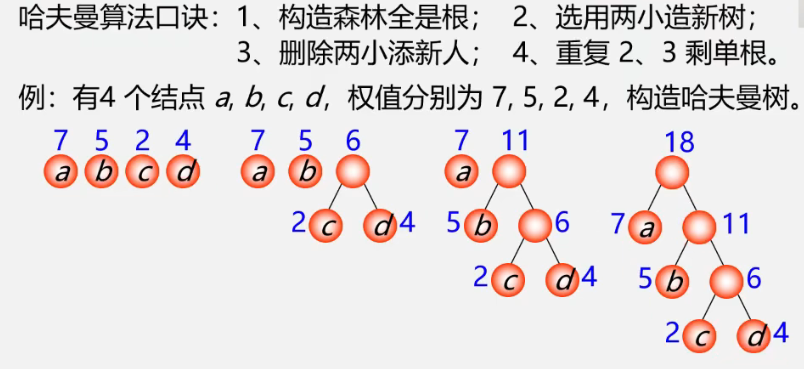 哈夫曼算法口诀：1、构造森林全是根； 2、选用两小造新树；
3、删除两小添新人； 4、重复 2、3 剩单根。
例：有4 个结点 a, b, c, d，权值分别为 7, 5, 2, 4，构造哈夫曼树。
7 5 2 4
a b c d
7 5 6
a b
2 c d 4
7 11
a
5 b 6
2 c d 4
18
7 a 11
5 b 6
2 c d 4